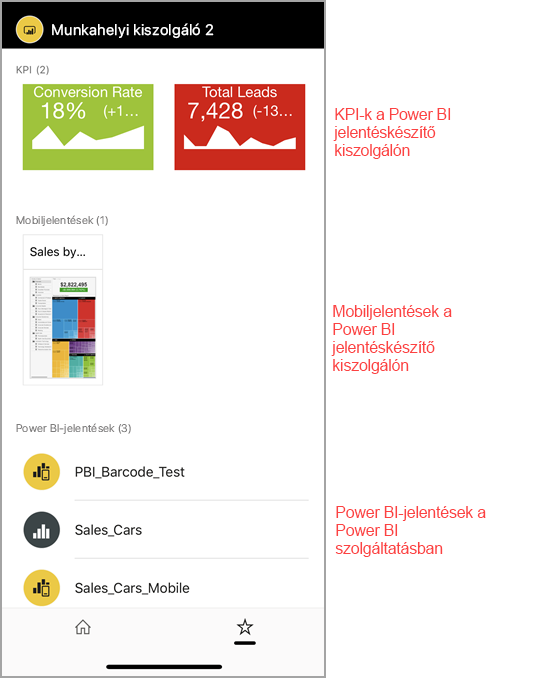 Munkahelyi kiszolgáló 2
KPI (2)
Conversion Rate
18% (+1...
Total Leads
7,428 (-13...
KPI-k a Power BI
jelentéskészítő
kiszolgálón
Mobiljelentések (1)
Sales by...
$2,822,495
Mobiljelentések a
Power BI
jelentéskészítő
kiszolgálón
Power BI-jelentések (3)
PBI_Barcode_Test
Sales_Cars
Sales_Cars_Mobile
Power BI-jelentések a
Power BI
szolgáltatásban